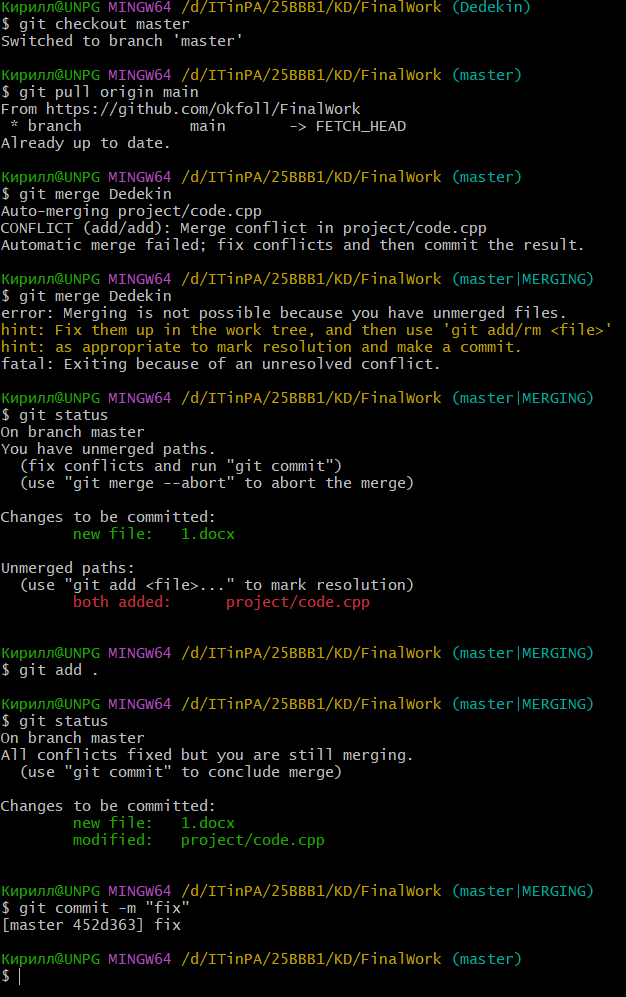 Кирилл@UNPG MINGW64 /d/ITinPA/25BBB1/KD/FinalWork (Dedekin)
$ git checkout master
Switched to branch 'master'

Кирилл@UNPG MINGW64 /d/ITinPA/25BBB1/KD/FinalWork (master)
$ git pull origin main
From https://github.com/Okfoll/FinalWork
 * branch            main       -> FETCH_HEAD
Already up to date.

Кирилл@UNPG MINGW64 /d/ITinPA/25BBB1/KD/FinalWork (master)
$ git merge Dedekin
Auto-merging project/code.cpp
CONFLICT (add/add): Merge conflict in project/code.cpp
Automatic merge failed; fix conflicts and then commit the result.

Кирилл@UNPG MINGW64 /d/ITinPA/25BBB1/KD/FinalWork (master|MERGING)
$ git merge Dedekin
error: Merging is not possible because you have unmerged files.
hint: Fix them up in the work tree, and then use 'git add/rm <file>'
hint: as appropriate to mark resolution and make a commit.
fatal: Exiting because of an unresolved conflict.

Кирилл@UNPG MINGW64 /d/ITinPA/25BBB1/KD/FinalWork (master|MERGING)
$ git status
On branch master
You have unmerged paths.
  (fix conflicts and run "git commit")
  (use "git merge --abort" to abort the merge)

Changes to be committed:
        new file:   1.docx

Unmerged paths:
  (use "git add <file>..." to mark resolution)
        both added:      project/code.cpp

Кирилл@UNPG MINGW64 /d/ITinPA/25BBB1/KD/FinalWork (master|MERGING)
$ git add .

Кирилл@UNPG MINGW64 /d/ITinPA/25BBB1/KD/FinalWork (master|MERGING)
$ git status
On branch master
All conflicts fixed but you are still merging.
  (use "git commit" to conclude merge)

Changes to be committed:
        new file:   1.docx
        modified:   project/code.cpp

Кирилл@UNPG MINGW64 /d/ITinPA/25BBB1/KD/FinalWork (master|MERGING)
$ git commit -m "fix"
[master 452d363] fix

Кирилл@UNPG MINGW64 /d/ITinPA/25BBB1/KD/FinalWork (master)
$